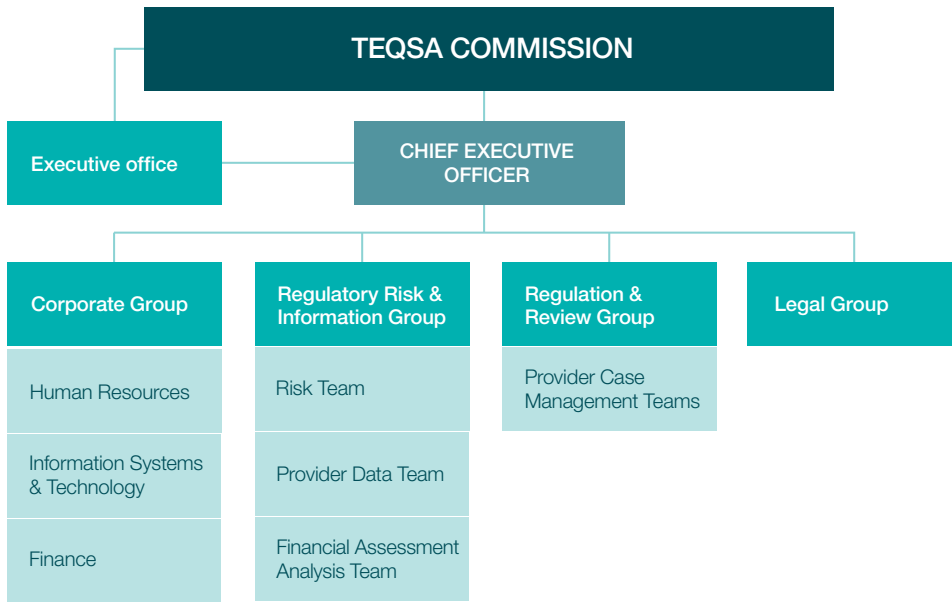 TEQSA COMMISSION
Executive office
CHIEF EXECUTIVE
OFFICER
Corporate Group
Human Resources
Information Systems
& Technology
Finance
Regulatory Risk &
Information Group
Risk Team
Provider Data Team
Financial Assessment
Analysis Team
Regulation &
Review Group
Provider Case
Management Teams
Legal Group